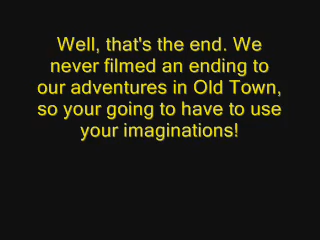 Well, that's the end. We
never filmed an ending to
our adventures in Old Town,
so your going to have to use
your imaginations!